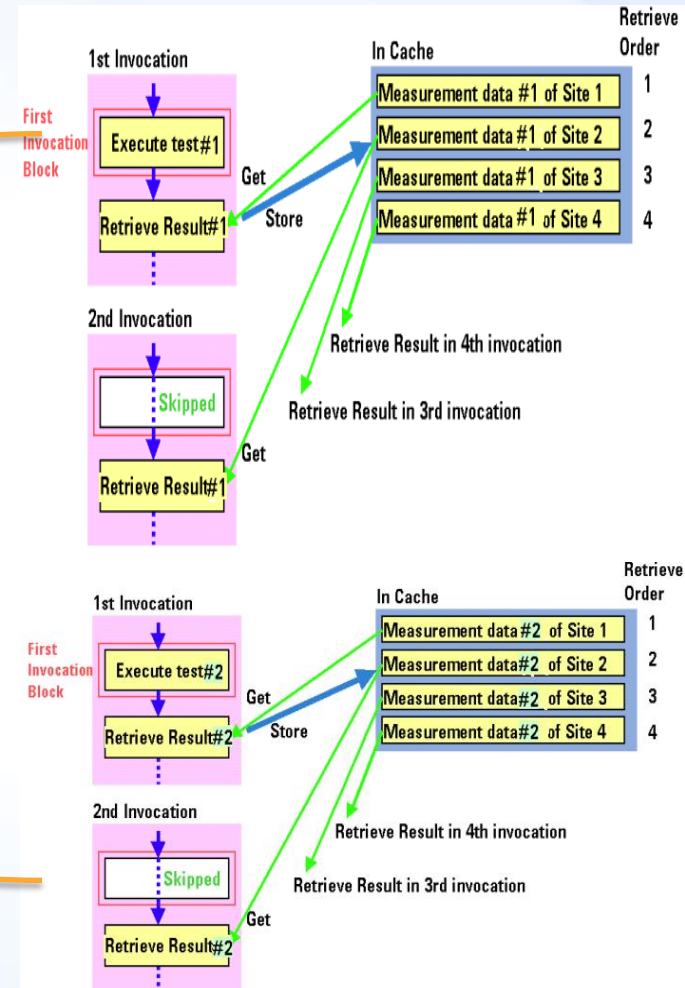 Retrieve
Order
1st Invocation
In Cache
First
Invocation
Block
Execute test#1
Retrieve Result#1
Get
Store
Measurement data #1 of Site 1
1
Measurement data #1 of Site 2
2
Measurement data #1 of Site 3
3
Measurement data #1 of Site 4
4
2nd Invocation
Retrieve Result in 4th invocation
Skipped
Retrieve Result in 3rd invocation
Get
Retrieve Result#1
Retrieve
Order
1st Invocation
In Cache
First
Invocation
Block
Execute test#2
Retrieve Result#2
Get
Store
Measurement data#2 of Site 1
1
Measurement data#2 of Site 2
2
Measurement data#2 of Site 3
3
Measurement data#2 of Site 4
4
2nd Invocation
Retrieve Result in 4th invocation
Skipped
Retrieve Result in 3rd invocation
Get
Retrieve Result#2